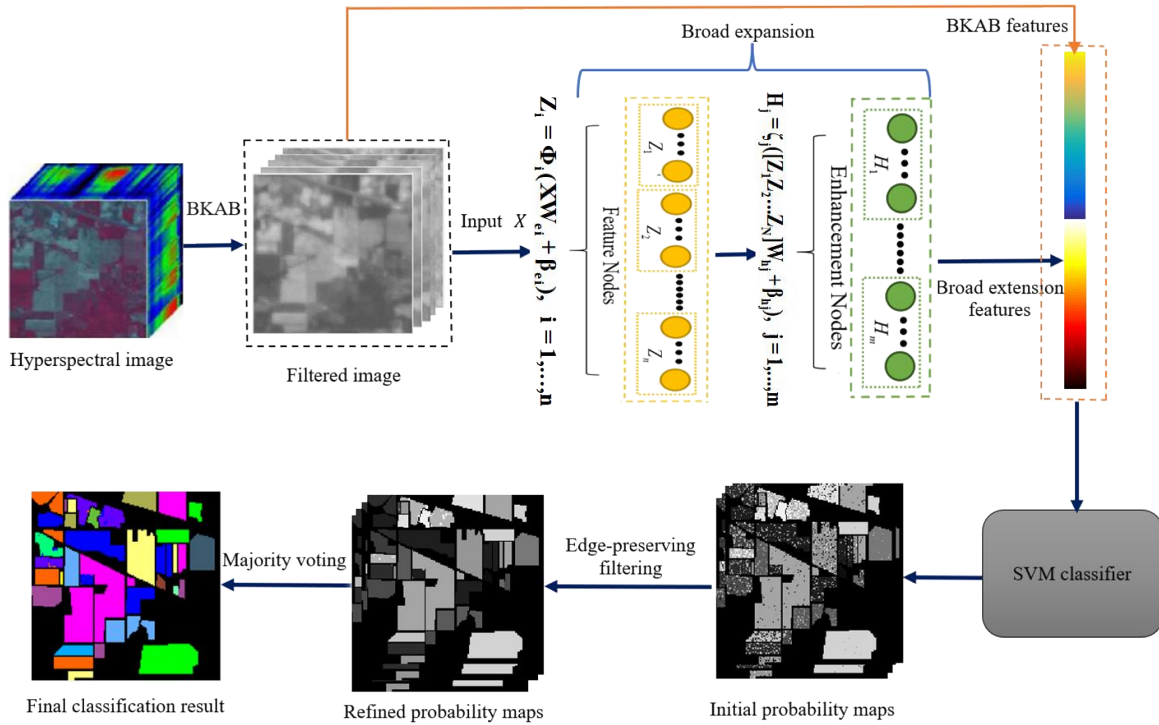 Broad expansion
BKAB features
BKAB
Input X
Z_i = Φ_i(XW_ei + β_ei), i = 1,...,n
Feature Nodes
Z_1
Z_2
Z_n
H_j = ζ_j([Z_1Z_2...Z_N]W_hj + β_hj), j = 1,...,m
Enhancement Nodes
H_1
H_m
Broad extension
features
Hyperspectral image
Filtered image
SVM classifier
Edge-preserving
filtering
Majority voting
Final classification result
Refined probability maps
Initial probability maps